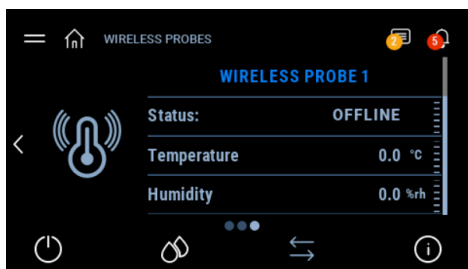 WIRELESS PROBES
2
5
WIRELESS PROBE 1
Status: OFFLINE
Temperature 0.0 °C
Humidity 0.0 %rh